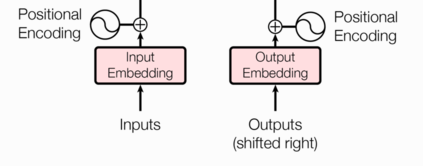 Positional
Encoding
Input
Embedding
Inputs
Output
Embedding
Outputs
(shifted right)
Positional
Encoding